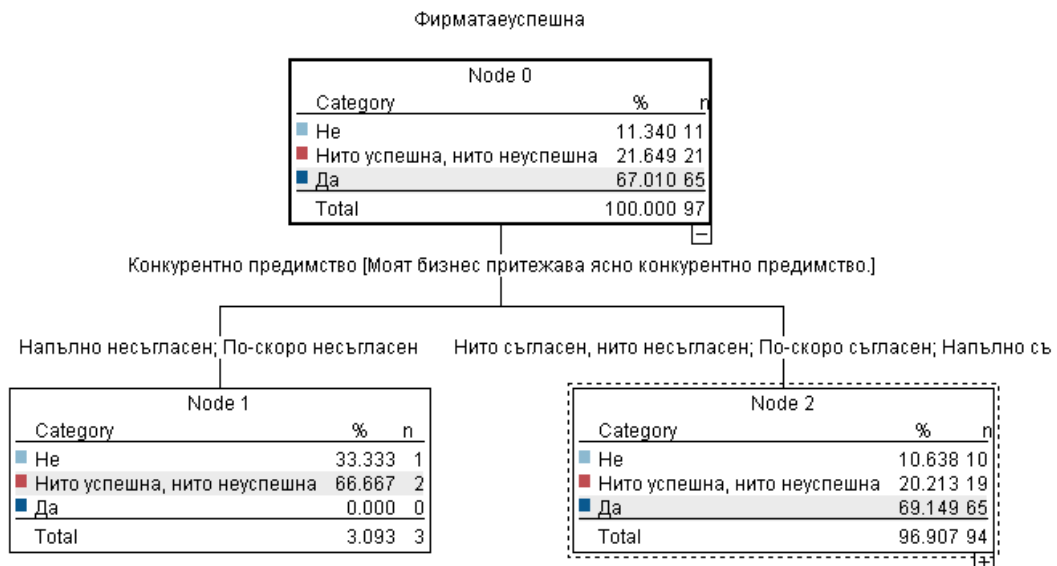 Фирматаеуспешна
Node 0
Category % n
Не 11.340 11
Нито успешна, нито неуспешна 21.649 21
Да 67.010 65
Total 100.000 97
Конкурентно предимство [Моят бизнес притежава ясно конкурентно предимство.]
Напълно несъгласен; По-скоро несъгласен
Нито съгласен, нито несъгласен; По-скоро съгласен; Напълно съ
Node 1
Category % n
Не 33.333 1
Нито успешна, нито неуспешна 66.667 2
Да 0.000 0
Total 3.093 3
Node 2
Category % n
Не 10.638 10
Нито успешна, нито неуспешна 20.213 19
Да 69.149 65
Total 96.907 94